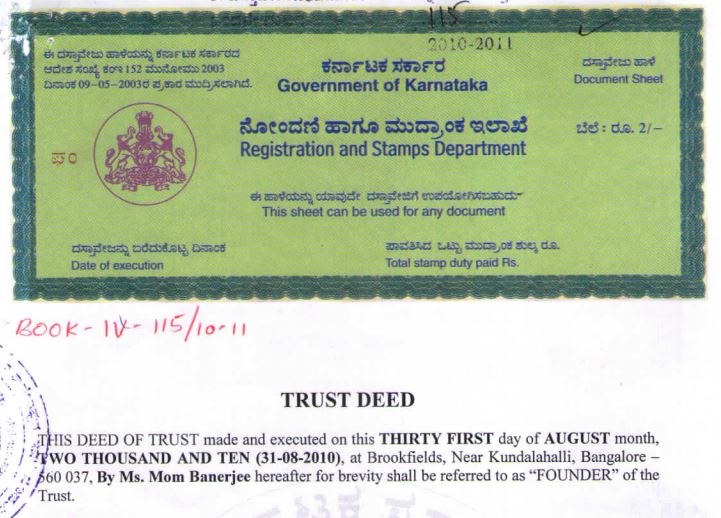 115
2010-2011
ಈ ದಸ್ತಾವೇಜು ಹಾಳೆಯನ್ನು ಕರ್ನಾಟಕ ಸರ್ಕಾರದ
ಆದೇಶ ಸಂಖ್ಯೆ ಕಂಇ 152 ಮುನೋಮು 2003
ದಿನಾಂಕ 09-05-2003ರ ಪ್ರಕಾರ ಮುದ್ರಿಸಲಾಗಿದೆ.
ಕರ್ನಾಟಕ ಸರ್ಕಾರ
Government of Karnataka
ದಸ್ತಾವೇಜು ಹಾಳೆ
Document Sheet
ನೋಂದಣಿ ಹಾಗೂ ಮುದ್ರಾಂಕ ಇಲಾಖೆ
Registration and Stamps Department
ಬೆಲೆ : ರೂ. 2/-
ಈ ಹಾಳೆಯನ್ನು ಯಾವುದೇ ದಸ್ತಾವೇಜಿಗೆ ಉಪಯೋಗಿಸಬಹುದು
This sheet can be used for any document
ದಸ್ತಾವೇಜನ್ನು ಬರೆದುಕೊಟ್ಟ ದಿನಾಂಕ
Date of execution
ಪಾವತಿಸಿದ ಒಟ್ಟು ಮುದ್ರಾಂಕ ಶುಲ್ಕ ರೂ.
Total stamp duty paid Rs.
BOOK - IV - 115/10-11
TRUST DEED
THIS DEED OF TRUST made and executed on this THIRTY FIRST day of AUGUST month,
TWO THOUSAND AND TEN (31-08-2010), at Brookfields, Near Kundalahalli, Bangalore –
560 037, By Ms. Mom Banerjee hereafter for brevity shall be referred to as “FOUNDER” of the
Trust.